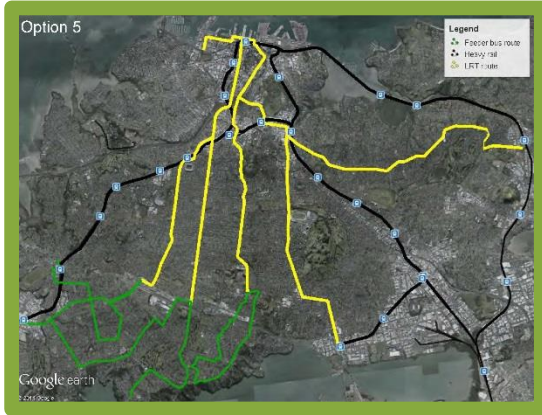 Option 5
Legend
Feeder bus route
Heavy rail
LRT route
Google earth